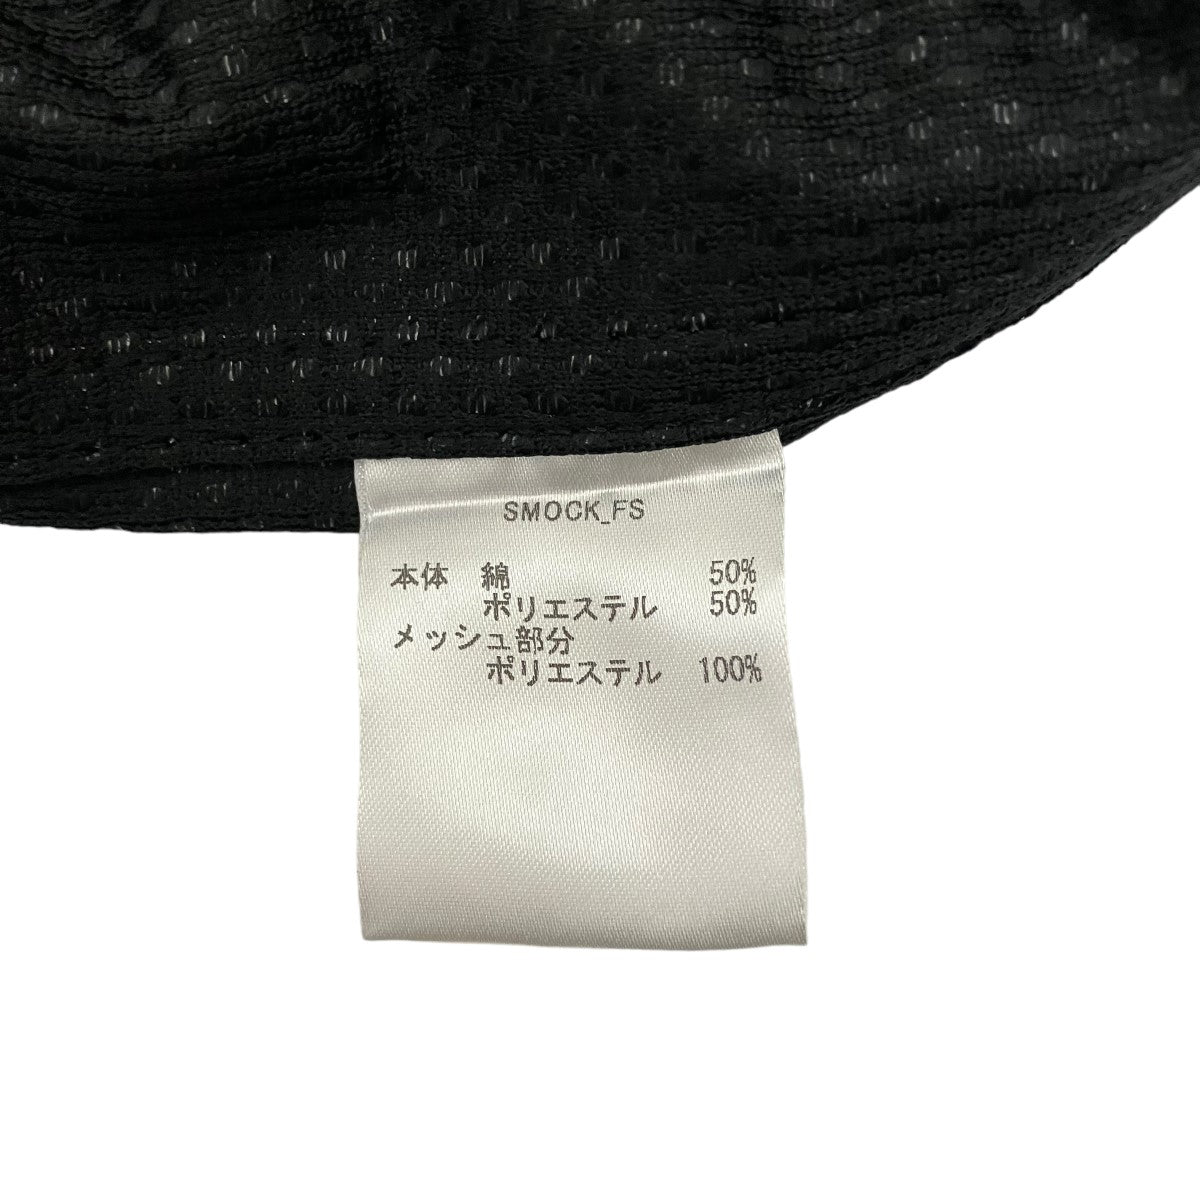 SMOCK_FS
本体 綿 50%
ポリエステル 50%
メッシュ部分
ポリエステル 100%